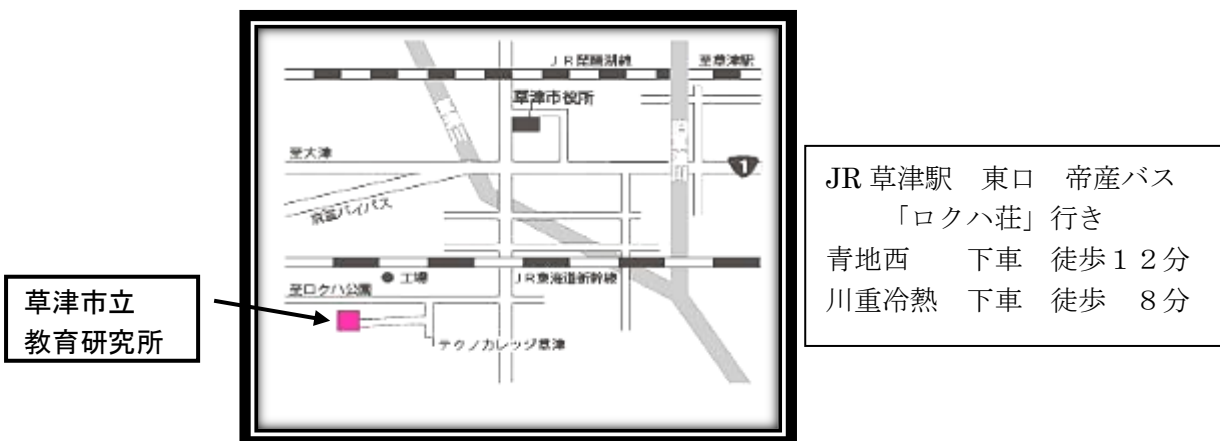 JR琵琶湖線
至草津駅
草津市役所
至大津
1
京滋バイパス
工場
JR東海道新幹線
至ロクハ公園
テクノカレッジ草津
草津市立
教育研究所
JR 草津駅　東口　帝産バス
「ロクハ荘」行き
青地西　　下車　徒歩１２分
川重冷熱　下車　徒歩　８分